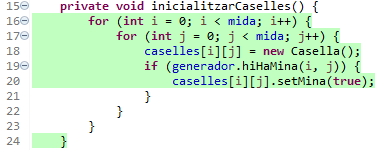 15 private void inicialitzarCaselles() {
16 for (int i = 0; i < mida; i++) {
17 for (int j = 0; j < mida; j++) {
18 caselles[i][j] = new Casella();
19 if (generador.hiHaMina(i, j)) {
20 caselles[i][j].setMina(true);
21 }
22 }
23 }
24 }